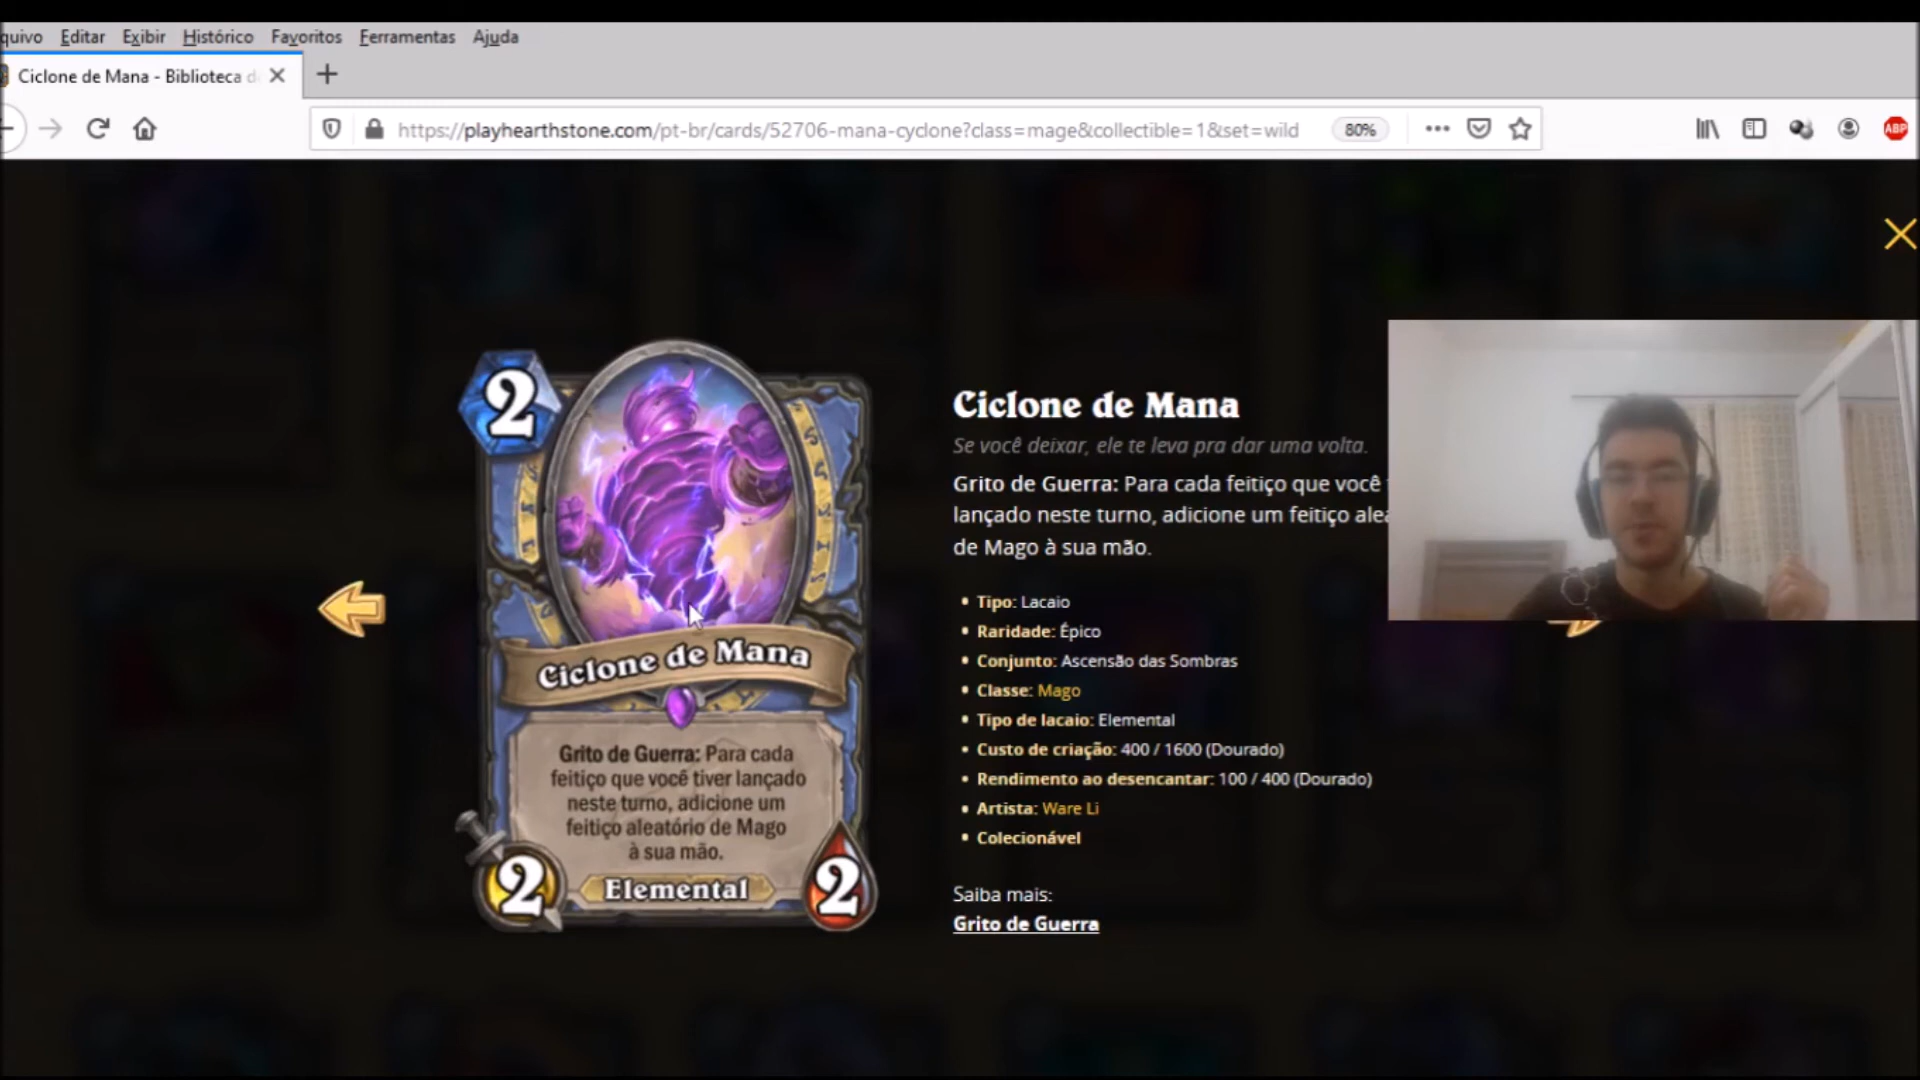 quivo Editar Exibir Histórico Favoritos Ferramentas Ajuda
Ciclone de Mana - Biblioteca d
https://playhearthstone.com/pt-br/cards/52706-mana-cyclone?class=mage&collectible=1&set=wild
80%
ABP
2
Ciclone de Mana
Grito de Guerra: Para cada
feitiço que você tiver lançado
neste turno, adicione um
feitiço aleatório de Mago
à sua mão.
2
Elemental
2
Ciclone de Mana
Se você deixar, ele te leva pra dar uma volta.
Grito de Guerra: Para cada feitiço que você
lançado neste turno, adicione um feitiço alea
de Mago à sua mão.
• Tipo: Lacaio
• Raridade: Épico
• Conjunto: Ascensão das Sombras
• Classe: Mago
• Tipo de lacaio: Elemental
• Custo de criação: 400 / 1600 (Dourado)
• Rendimento ao desencantar: 100 / 400 (Dourado)
• Artista: Ware Li
• Colecionável
Saiba mais:
Grito de Guerra